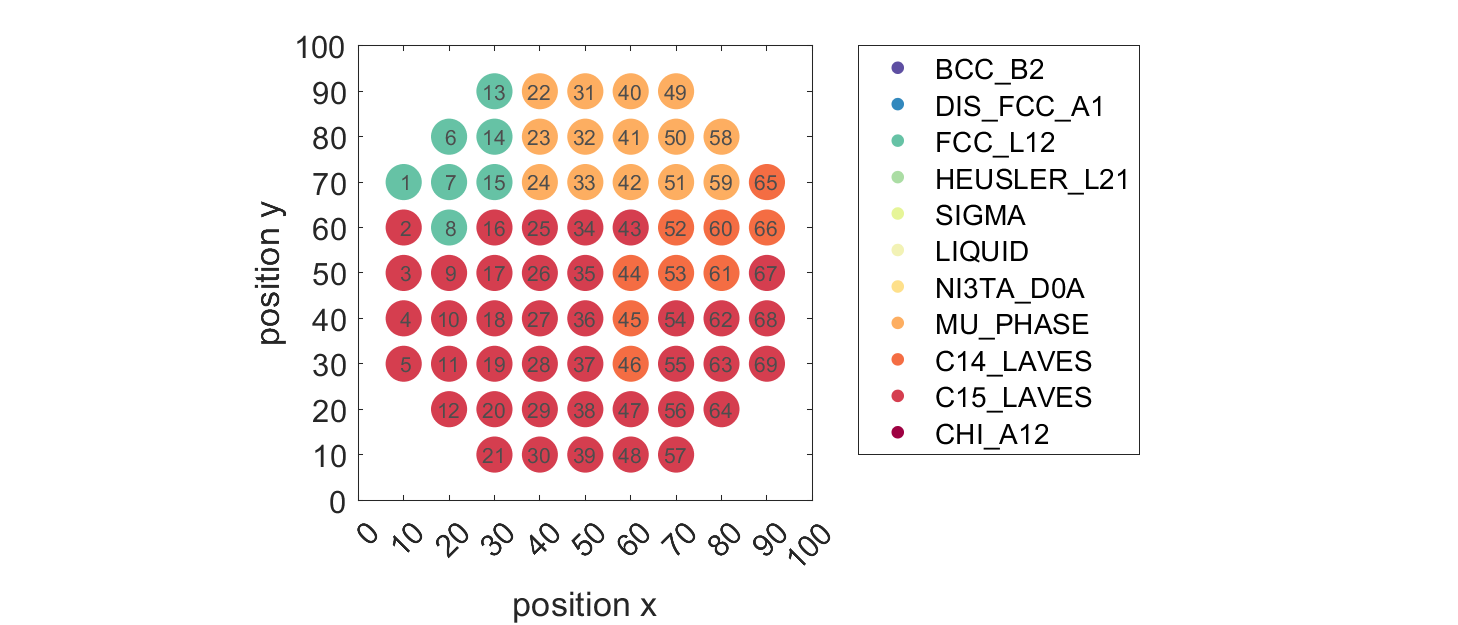 100
90
80
70
60
50
40
30
20
10
0
position y
13 22 31 40 49
6 14 23 32 41 50 58
1 7 15 24 33 42 51 59 65
2 8 16 25 34 43 52 60 66
3 9 17 26 35 44 53 61 67
4 10 18 27 36 45 54 62 68
5 11 19 28 37 46 55 63 69
12 20 29 38 47 56 64
21 30 39 48 57
0 10 20 30 40 50 60 70 80 90 100
position x
BCC_B2
DIS_FCC_A1
FCC_L12
HEUSLER_L21
SIGMA
LIQUID
NI3TA_D0A
MU_PHASE
C14_LAVES
C15_LAVES
CHI_A12